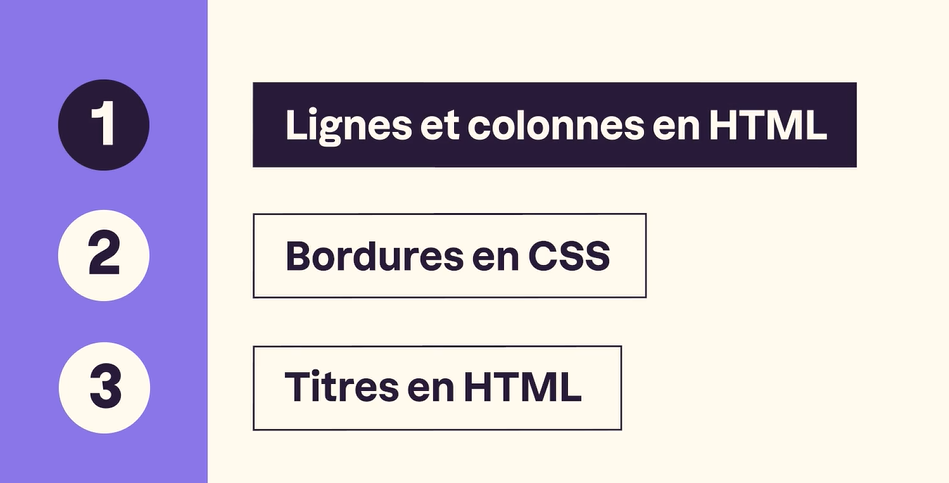 1 Lignes et colonnes en HTML
2 Bordures en CSS
3 Titres en HTML